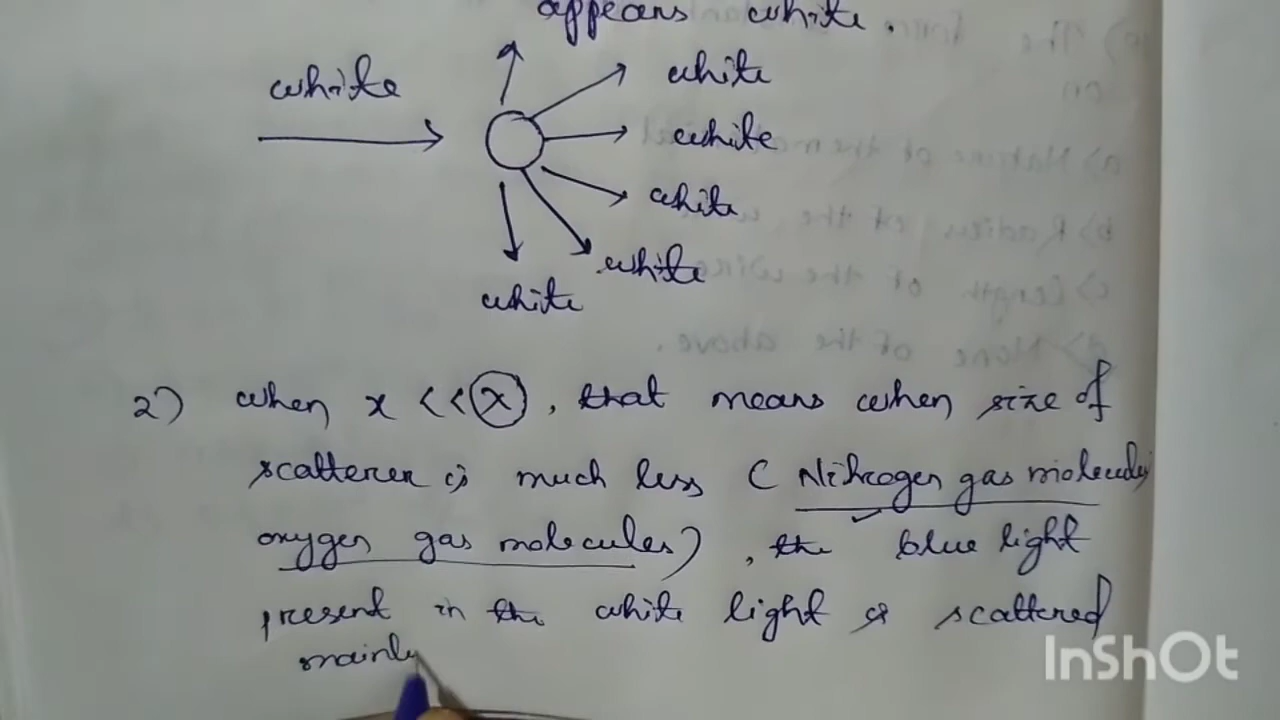 appears white.
white
white
white
white
white
white
2) when x << x, that means when size of
scatterer is much less ( Nitrogen gas molecules
oxygen gas molecules) , the blue light
present in the white light is scattered
mainly
InShOt